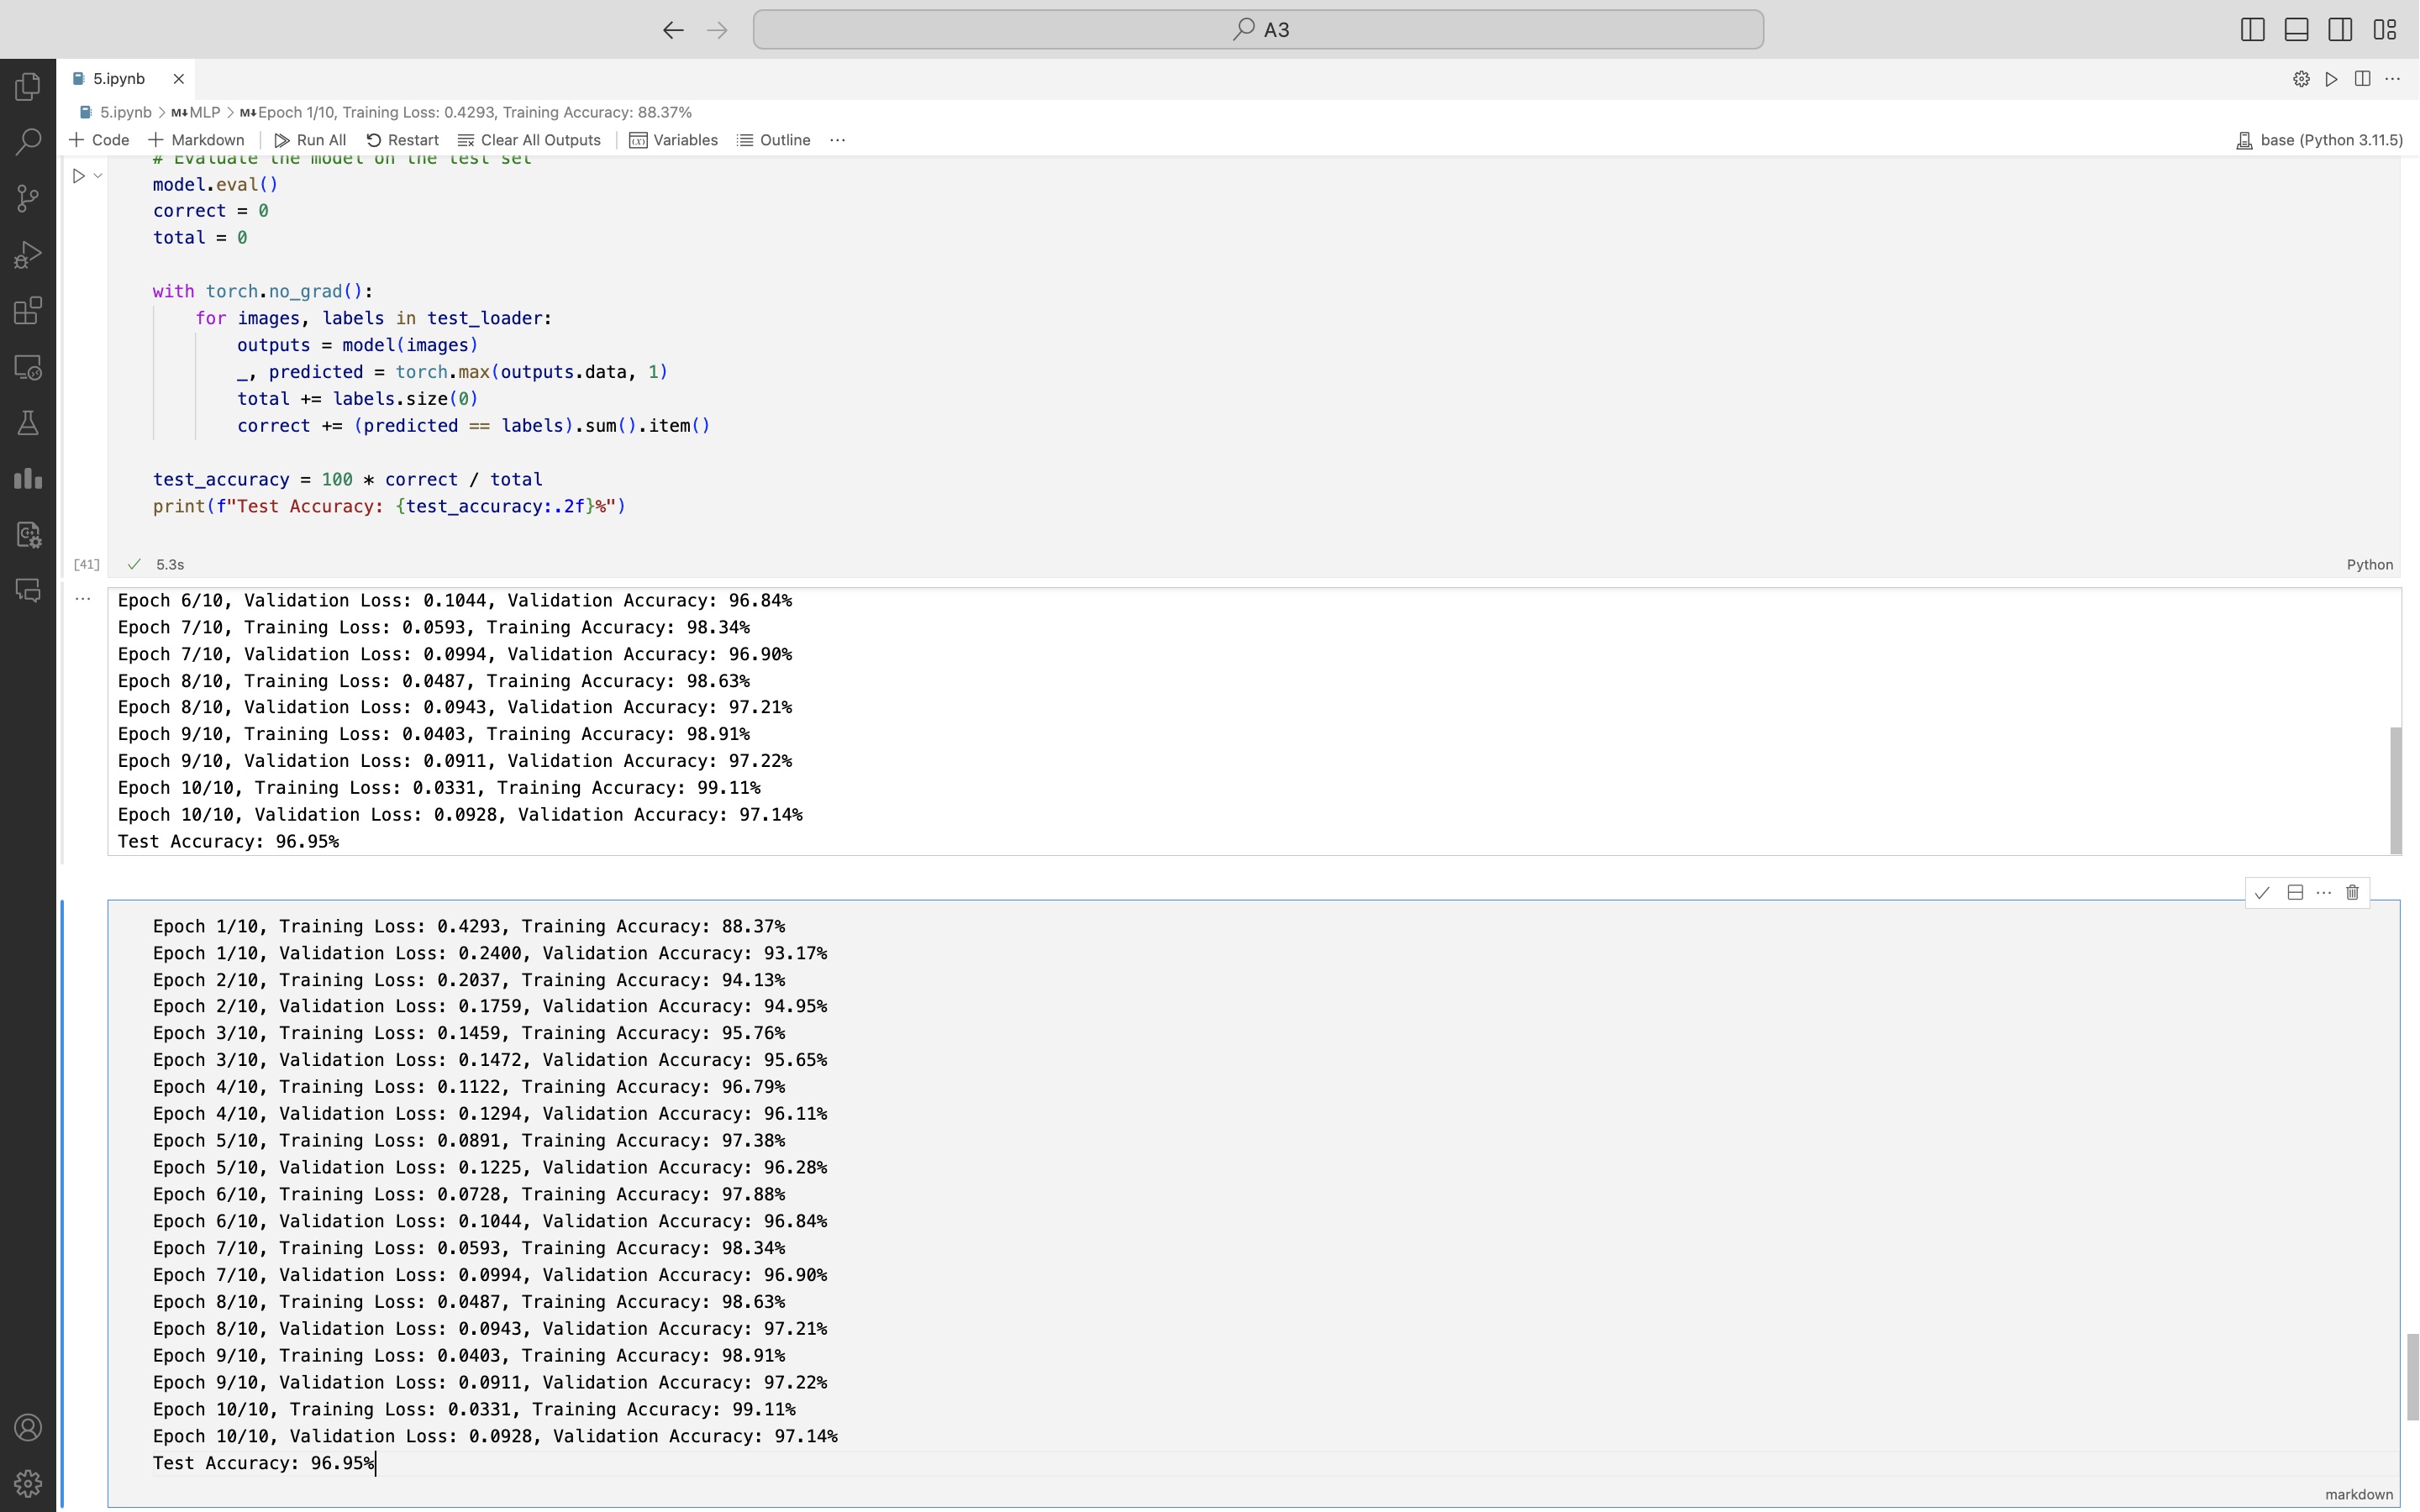 A3
5.ipynb
5.ipynb > M↓MLP > M↓Epoch 1/10, Training Loss: 0.4293, Training Accuracy: 88.37%
+ Code + Markdown Run All Restart Clear All Outputs Variables Outline ··· base (Python 3.11.5)
# Evaluate the model on the test set
model.eval()
correct = 0
total = 0
with torch.no_grad():
for images, labels in test_loader:
outputs = model(images)
_, predicted = torch.max(outputs.data, 1)
total += labels.size(0)
correct += (predicted == labels).sum().item()
test_accuracy = 100 * correct / total
print(f"Test Accuracy: {test_accuracy:.2f}%")
[41] 5.3s Python
Epoch 6/10, Validation Loss: 0.1044, Validation Accuracy: 96.84%
Epoch 7/10, Training Loss: 0.0593, Training Accuracy: 98.34%
Epoch 7/10, Validation Loss: 0.0994, Validation Accuracy: 96.90%
Epoch 8/10, Training Loss: 0.0487, Training Accuracy: 98.63%
Epoch 8/10, Validation Loss: 0.0943, Validation Accuracy: 97.21%
Epoch 9/10, Training Loss: 0.0403, Training Accuracy: 98.91%
Epoch 9/10, Validation Loss: 0.0911, Validation Accuracy: 97.22%
Epoch 10/10, Training Loss: 0.0331, Training Accuracy: 99.11%
Epoch 10/10, Validation Loss: 0.0928, Validation Accuracy: 97.14%
Test Accuracy: 96.95%
Epoch 1/10, Training Loss: 0.4293, Training Accuracy: 88.37%
Epoch 1/10, Validation Loss: 0.2400, Validation Accuracy: 93.17%
Epoch 2/10, Training Loss: 0.2037, Training Accuracy: 94.13%
Epoch 2/10, Validation Loss: 0.1759, Validation Accuracy: 94.95%
Epoch 3/10, Training Loss: 0.1459, Training Accuracy: 95.76%
Epoch 3/10, Validation Loss: 0.1472, Validation Accuracy: 95.65%
Epoch 4/10, Training Loss: 0.1122, Training Accuracy: 96.79%
Epoch 4/10, Validation Loss: 0.1294, Validation Accuracy: 96.11%
Epoch 5/10, Training Loss: 0.0891, Training Accuracy: 97.38%
Epoch 5/10, Validation Loss: 0.1225, Validation Accuracy: 96.28%
Epoch 6/10, Training Loss: 0.0728, Training Accuracy: 97.88%
Epoch 6/10, Validation Loss: 0.1044, Validation Accuracy: 96.84%
Epoch 7/10, Training Loss: 0.0593, Training Accuracy: 98.34%
Epoch 7/10, Validation Loss: 0.0994, Validation Accuracy: 96.90%
Epoch 8/10, Training Loss: 0.0487, Training Accuracy: 98.63%
Epoch 8/10, Validation Loss: 0.0943, Validation Accuracy: 97.21%
Epoch 9/10, Training Loss: 0.0403, Training Accuracy: 98.91%
Epoch 9/10, Validation Loss: 0.0911, Validation Accuracy: 97.22%
Epoch 10/10, Training Loss: 0.0331, Training Accuracy: 99.11%
Epoch 10/10, Validation Loss: 0.0928, Validation Accuracy: 97.14%
Test Accuracy: 96.95%
markdown